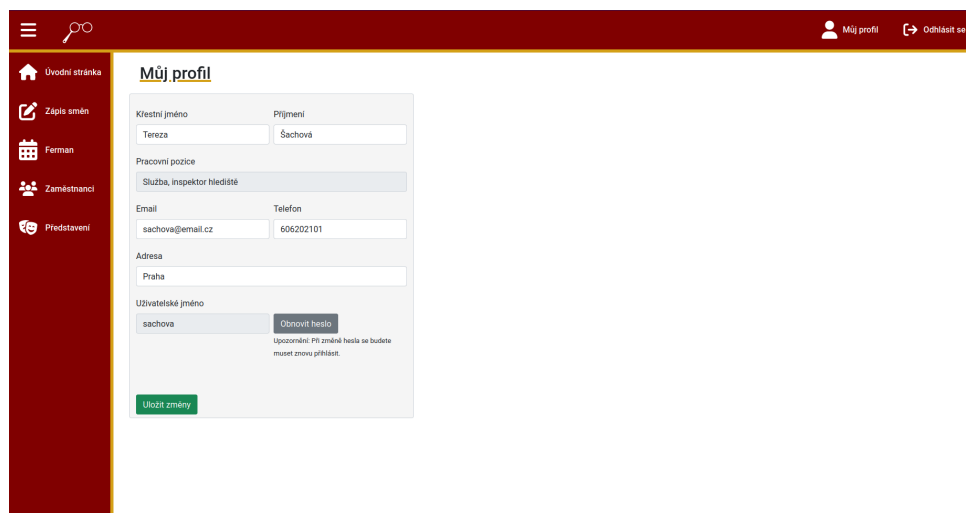 Můj profil
Odhlásit se
Úvodní stránka
Zápis směn
Ferman
Zaměstnanci
Představení
Můj profil
Křestní jméno
Příjmení
Tereza
Šachová
Pracovní pozice
Služba, inspektor hlediště
Email
Telefon
sachova@email.cz
606202101
Adresa
Praha
Uživatelské jméno
sachova
Obnovit heslo
Upozornění: Při změně hesla se budete
muset znovu přihlásit.
Uložit změny